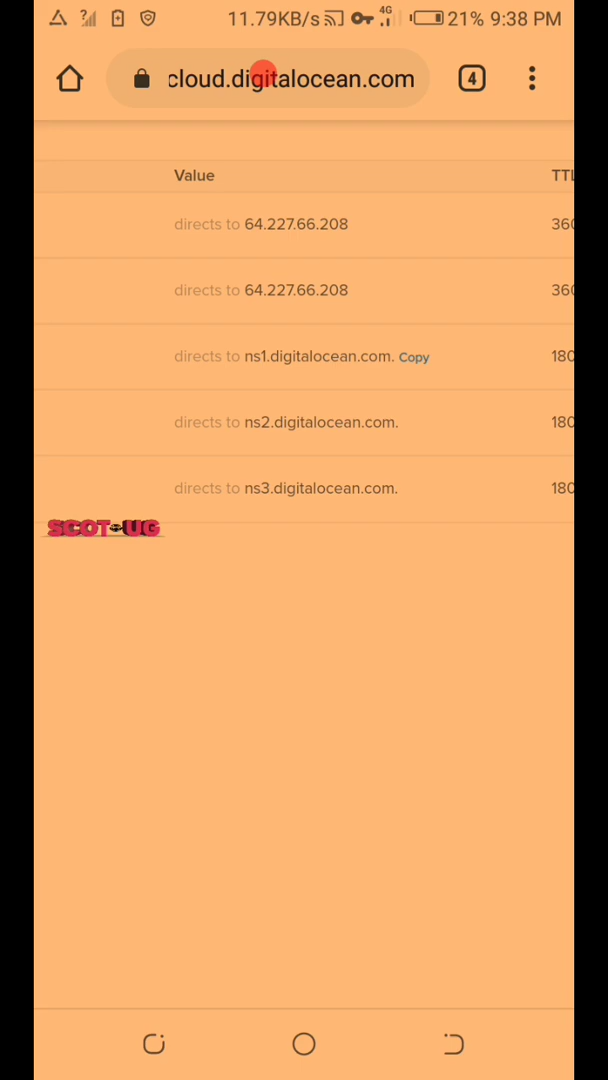 11.79KB/s 4G 21% 9:38 PM
cloud.digitalocean.com 4
Value TTL
directs to 64.227.66.208 360
directs to 64.227.66.208 360
directs to ns1.digitalocean.com. Copy 180
directs to ns2.digitalocean.com. 180
directs to ns3.digitalocean.com. 180
SCOT UG